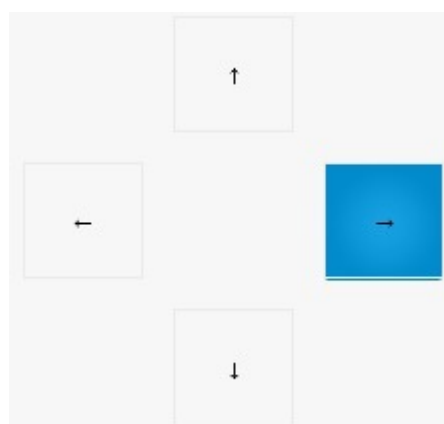 ↑
← →
↓